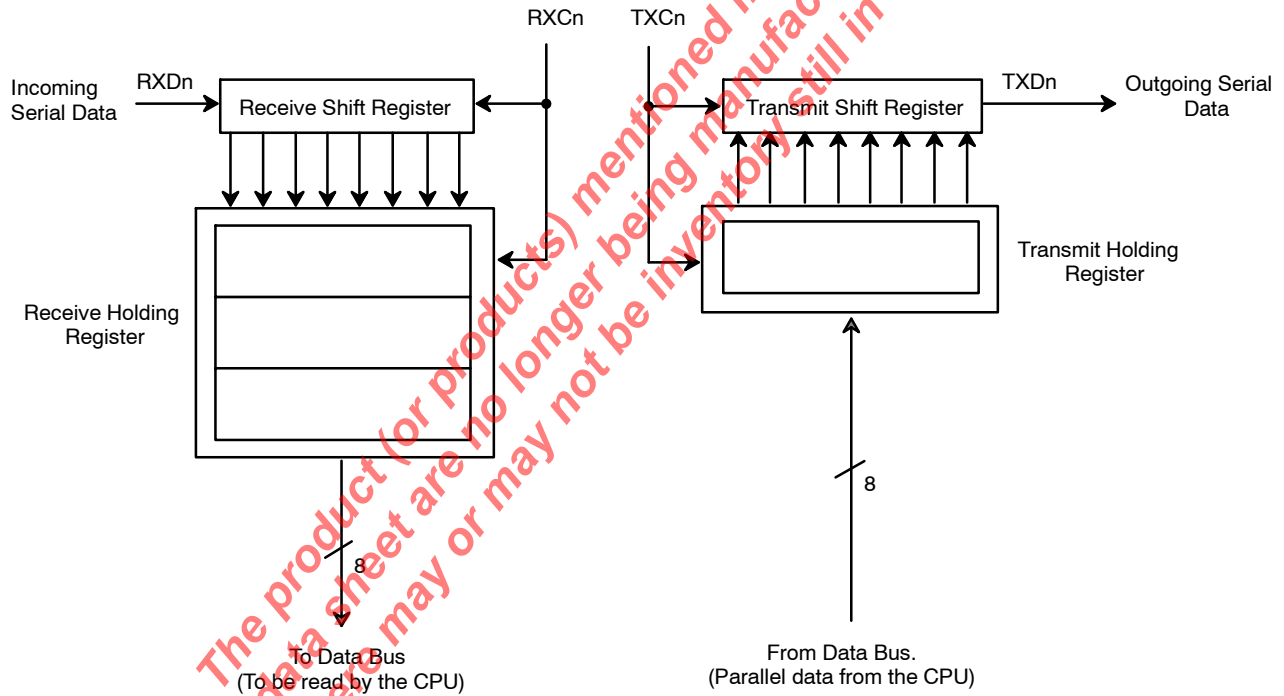 RXCn
TXCn
Incoming
Serial Data
RXDn
Receive Shift Register
Transmit Shift Register
TXDn
Outgoing Serial
Data
Receive Holding
Register
Transmit Holding
Register
8
8
To Data Bus
(To be read by the CPU)
From Data Bus.
(Parallel data from the CPU)
The product (or products) mentioned
data sheet are no longer being manufac
ere may or may not be inventory still in